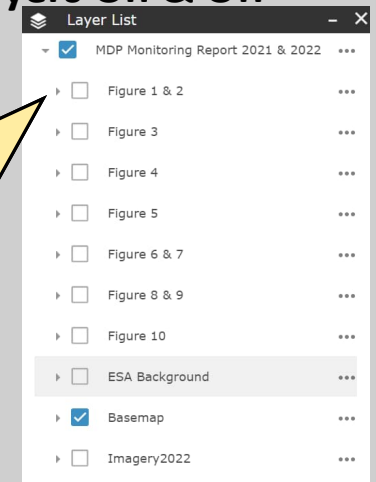 Layer List
MDP Monitoring Report 2021 & 2022
Figure 1 & 2
Figure 3
Figure 4
Figure 5
Figure 6 & 7
Figure 8 & 9
Figure 10
ESA Background
Basemap
Imagery2022